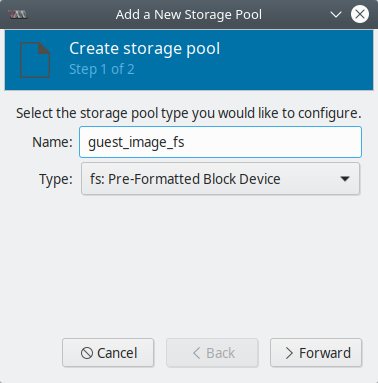 Add a New Storage Pool
Create storage pool
Step 1 of 2
Select the storage pool type you would like to configure.
Name: guest_image_fs
Type: fs: Pre-Formatted Block Device
Cancel Back Forward